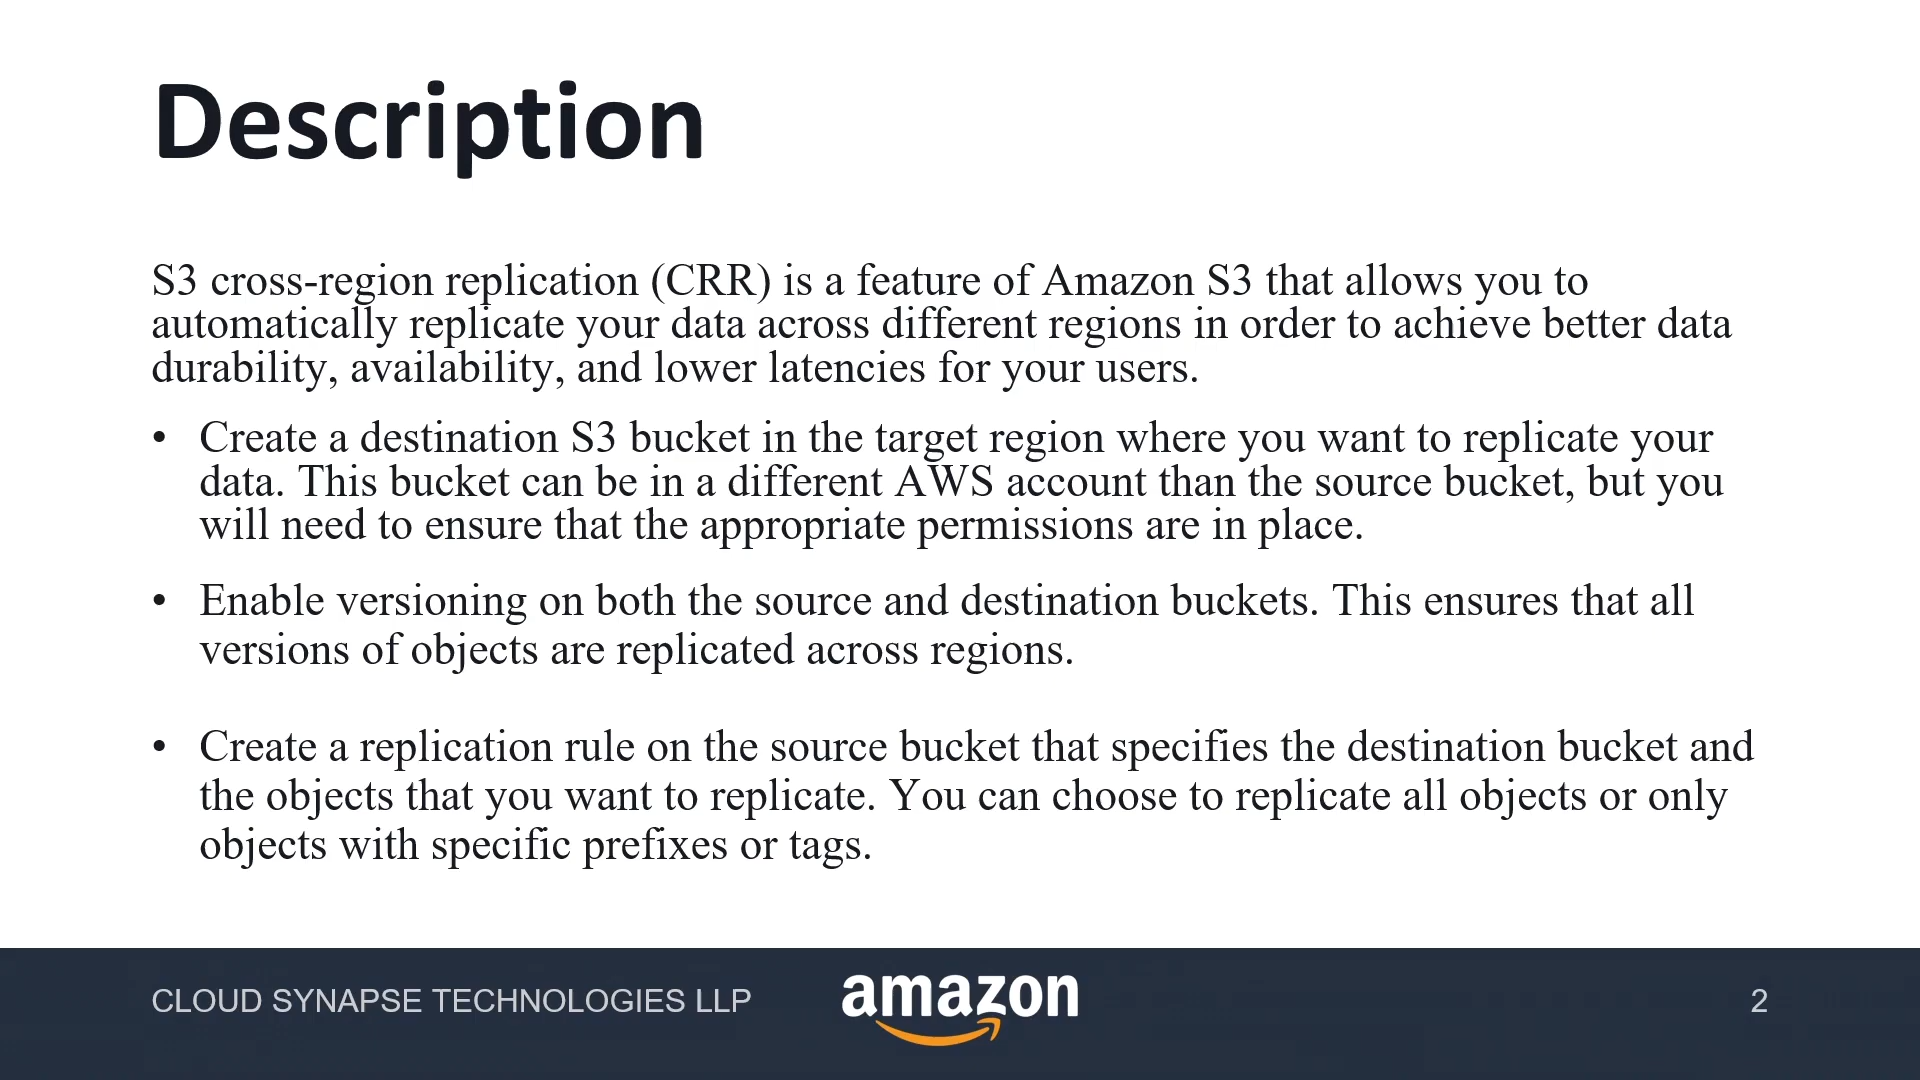 Description
S3 cross-region replication (CRR) is a feature of Amazon S3 that allows you to
automatically replicate your data across different regions in order to achieve better data
durability, availability, and lower latencies for your users.
• Create a destination S3 bucket in the target region where you want to replicate your
data. This bucket can be in a different AWS account than the source bucket, but you
will need to ensure that the appropriate permissions are in place.
• Enable versioning on both the source and destination buckets. This ensures that all
versions of objects are replicated across regions.
• Create a replication rule on the source bucket that specifies the destination bucket and
the objects that you want to replicate. You can choose to replicate all objects or only
objects with specific prefixes or tags.
CLOUD SYNAPSE TECHNOLOGIES LLP
amazon
2